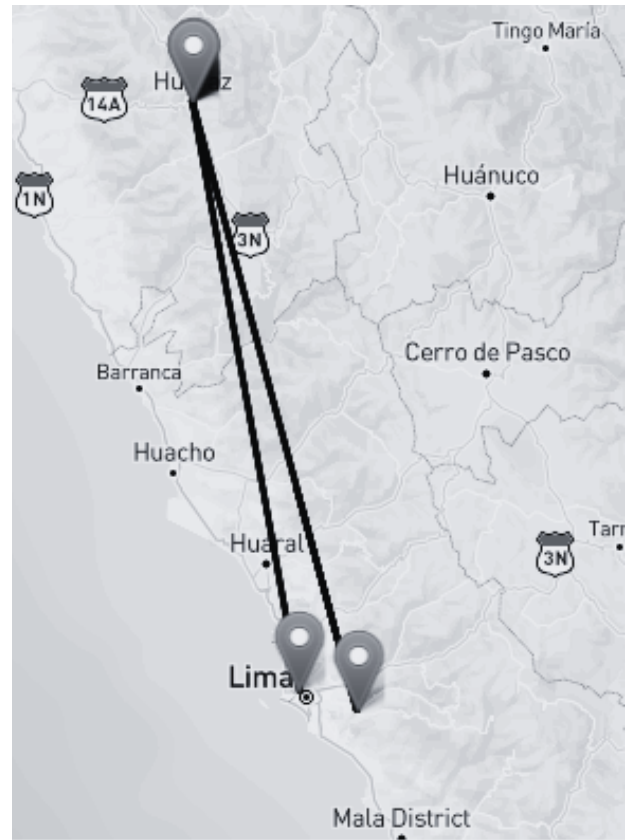 Tingo María
14A
1N
Huánuco
3N
Cerro de Pasco
Barranca
Huacho
Huaral
3N
Lima
Mala District